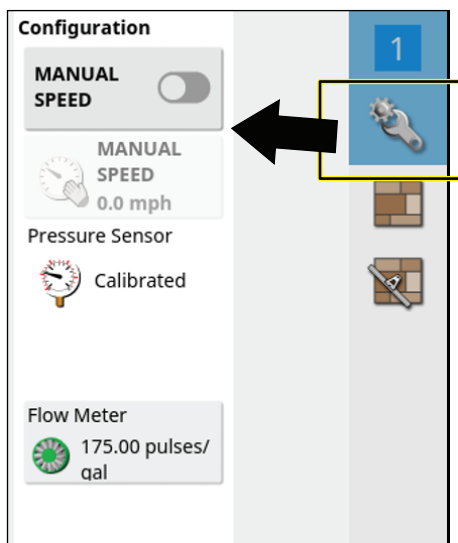 Configuration
1
MANUAL
SPEED
MANUAL
SPEED
0.0 mph
Pressure Sensor
Calibrated
Flow Meter
175.00 pulses/
gal